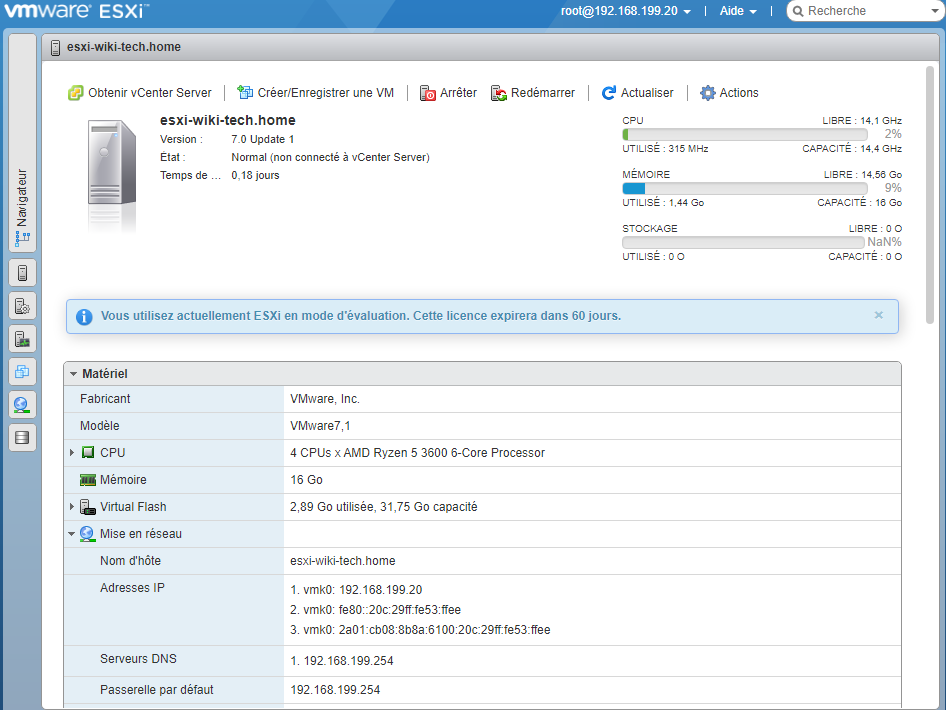 vmware ESXi™
root@192.168.199.20 | Aide | Recherche
esxi-wiki-tech.home
Navigateur
Obtenir vCenter Server | Créer/Enregistrer une VM | Arrêter Redémarrer | Actualiser | Actions
esxi-wiki-tech.home
Version : 7.0 Update 1
État : Normal (non connecté à vCenter Server)
Temps de ... 0,18 jours
CPU LIBRE : 14,1 GHz
2%
UTILISÉ : 315 MHz CAPACITÉ : 14,4 GHz
MÉMOIRE LIBRE : 14,56 Go
9%
UTILISÉ : 1,44 Go CAPACITÉ : 16 Go
STOCKAGE LIBRE : 0 O
NaN%
UTILISÉ : 0 O CAPACITÉ : 0 O
Vous utilisez actuellement ESXi en mode d'évaluation. Cette licence expirera dans 60 jours.
Matériel
Fabricant VMware, Inc.
Modèle VMware7,1
CPU 4 CPUs x AMD Ryzen 5 3600 6-Core Processor
Mémoire 16 Go
Virtual Flash 2,89 Go utilisée, 31,75 Go capacité
Mise en réseau
Nom d'hôte esxi-wiki-tech.home
Adresses IP 1. vmk0: 192.168.199.20
2. vmk0: fe80::20c:29ff:fe53:ffee
3. vmk0: 2a01:cb08:8b8a:6100:20c:29ff:fe53:ffee
Serveurs DNS 1. 192.168.199.254
Passerelle par défaut 192.168.199.254